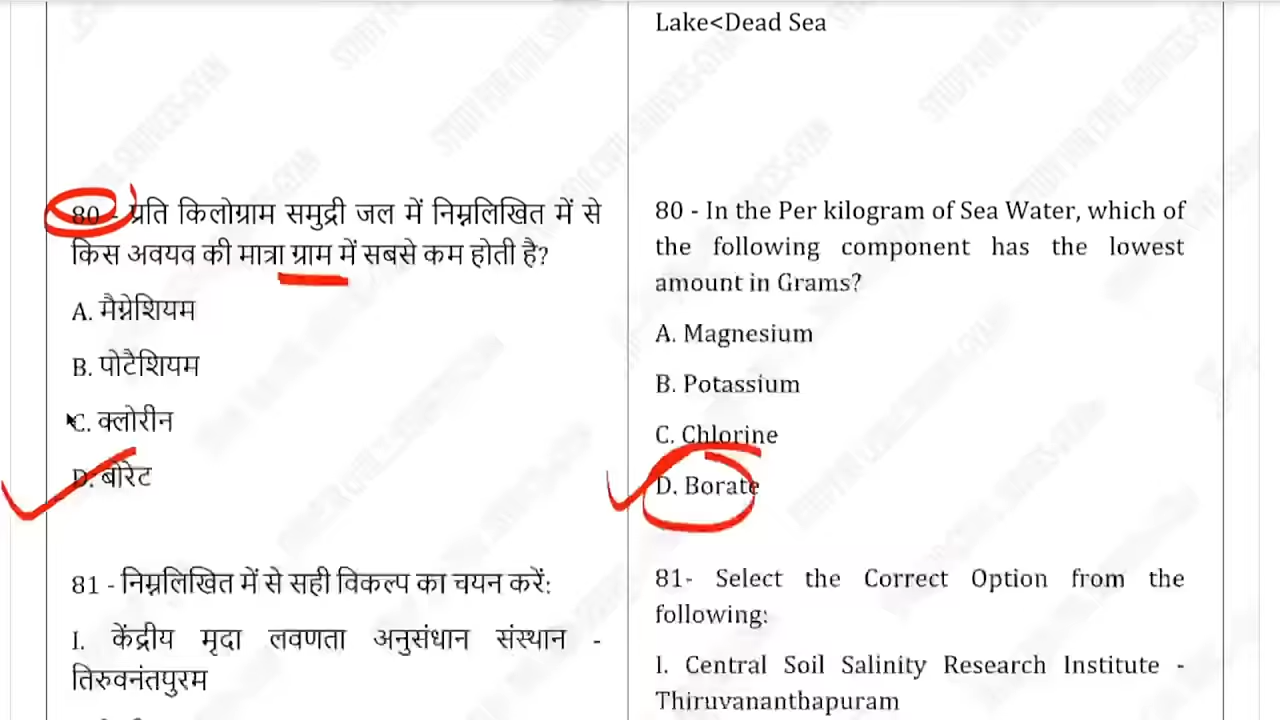 Lake<Dead Sea
80 - प्रति किलोग्राम समुद्री जल में निम्नलिखित में से
किस अवयव की मात्रा ग्राम में सबसे कम होती है?
A. मैग्नेशियम
B. पोटैशियम
C. क्लोरीन
D. बोरेट
80 - In the Per kilogram of Sea Water, which of
the following component has the lowest
amount in Grams?
A. Magnesium
B. Potassium
C. Chlorine
D. Borate
81 - निम्नलिखित में से सही विकल्प का चयन करें:
I. केंद्रीय मृदा लवणता अनुसंधान संस्थान -
तिरुवनंतपुरम
81- Select the Correct Option from the
following:
I. Central Soil Salinity Research Institute -
Thiruvananthapuram